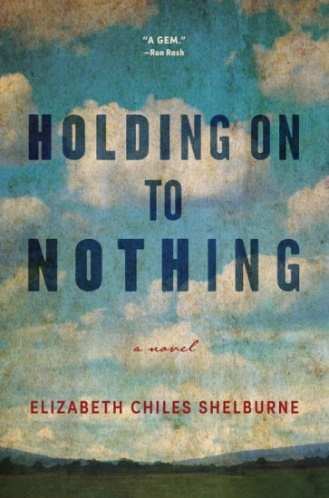 "A GEM."
—Ron Rash
HOLDING ON
TO
NOTHING
a novel
ELIZABETH CHILES SHELBURNE